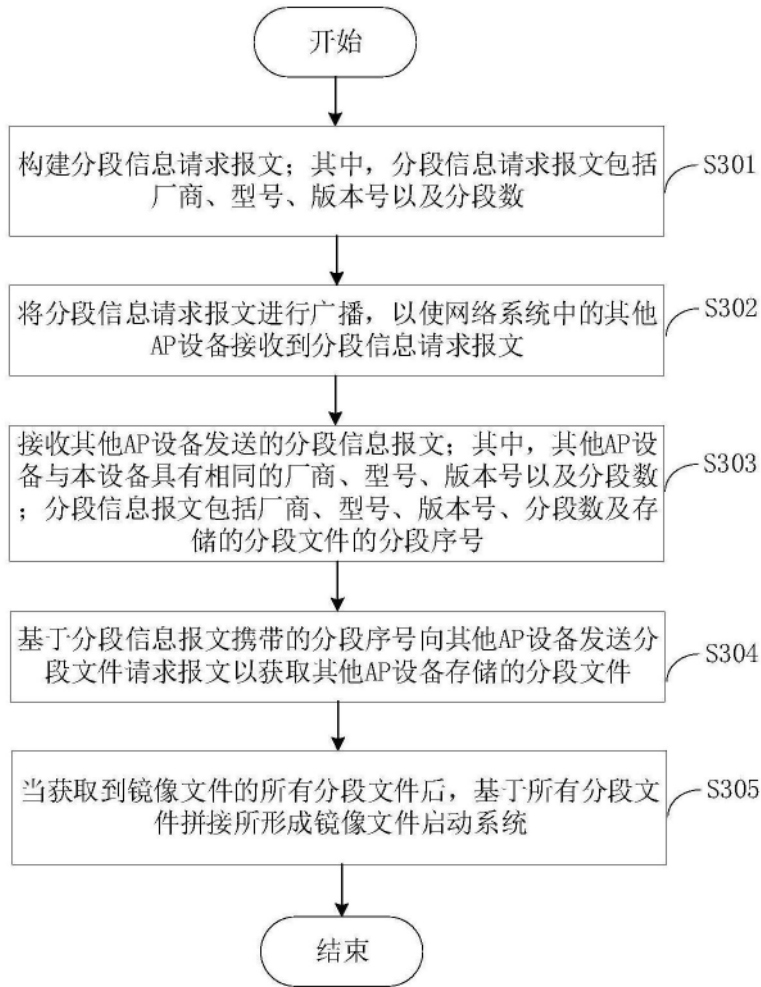 开始
构建分段信息请求报文；其中，分段信息请求报文包括
厂商、型号、版本号以及分段数
S301
将分段信息请求报文进行广播，以使网络系统中的其他
AP设备接收到分段信息请求报文
S302
接收其他AP设备发送的分段信息报文；其中，其他AP设
备与本设备具有相同的厂商、型号、版本号以及分段数
；分段信息报文包括厂商、型号、版本号、分段数及存
储的分段文件的分段序号
S303
基于分段信息报文携带的分段序号向其他AP设备发送分
段文件请求报文以获取其他AP设备存储的分段文件
S304
当获取到镜像文件的所有分段文件后，基于所有分段文
件拼接所形成镜像文件启动系统
S305
结束